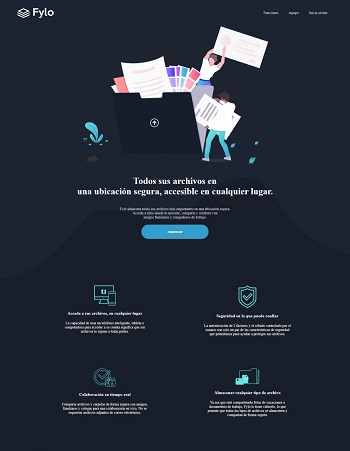 Fylo
Funciones equipo Iniciar sesión
Todos sus archivos en
una ubicación segura, accesible en cualquier lugar.
Fylo almacena todos sus archivos más importantes en una ubicación segura.
Acceda a ellos donde lo necesite, comparta y colabore con
amigos familiares y compañeros de trabajo.
Acceda a sus archivos, en cualquier lugar
La capacidad de usar un teléfono inteligente, tableta o
computadora para acceder a su cuenta significa que sus
archivos lo siguen a todas partes.
Seguridad en la que puede confiar
La autenticación de 2 factores y el cifrado controlado por el
usuario son solo un par de las características de seguridad
que permitimos para ayudar a proteger sus archivos.
Colaboración en tiempo real
Comparta archivos y carpetas de forma segura con amigos,
familiares y colegas para una colaboración en vivo. No se
requieren archivos adjuntos de correo electrónico.
Almacenar cualquier tipo de archivo
Ya sea que esté compartiendo fotos de vacaciones o
documentos de trabajo, Fylo lo tiene cubierto, lo que
permite que todos los tipos de archivos se almacenen y
compartan de forma segura.